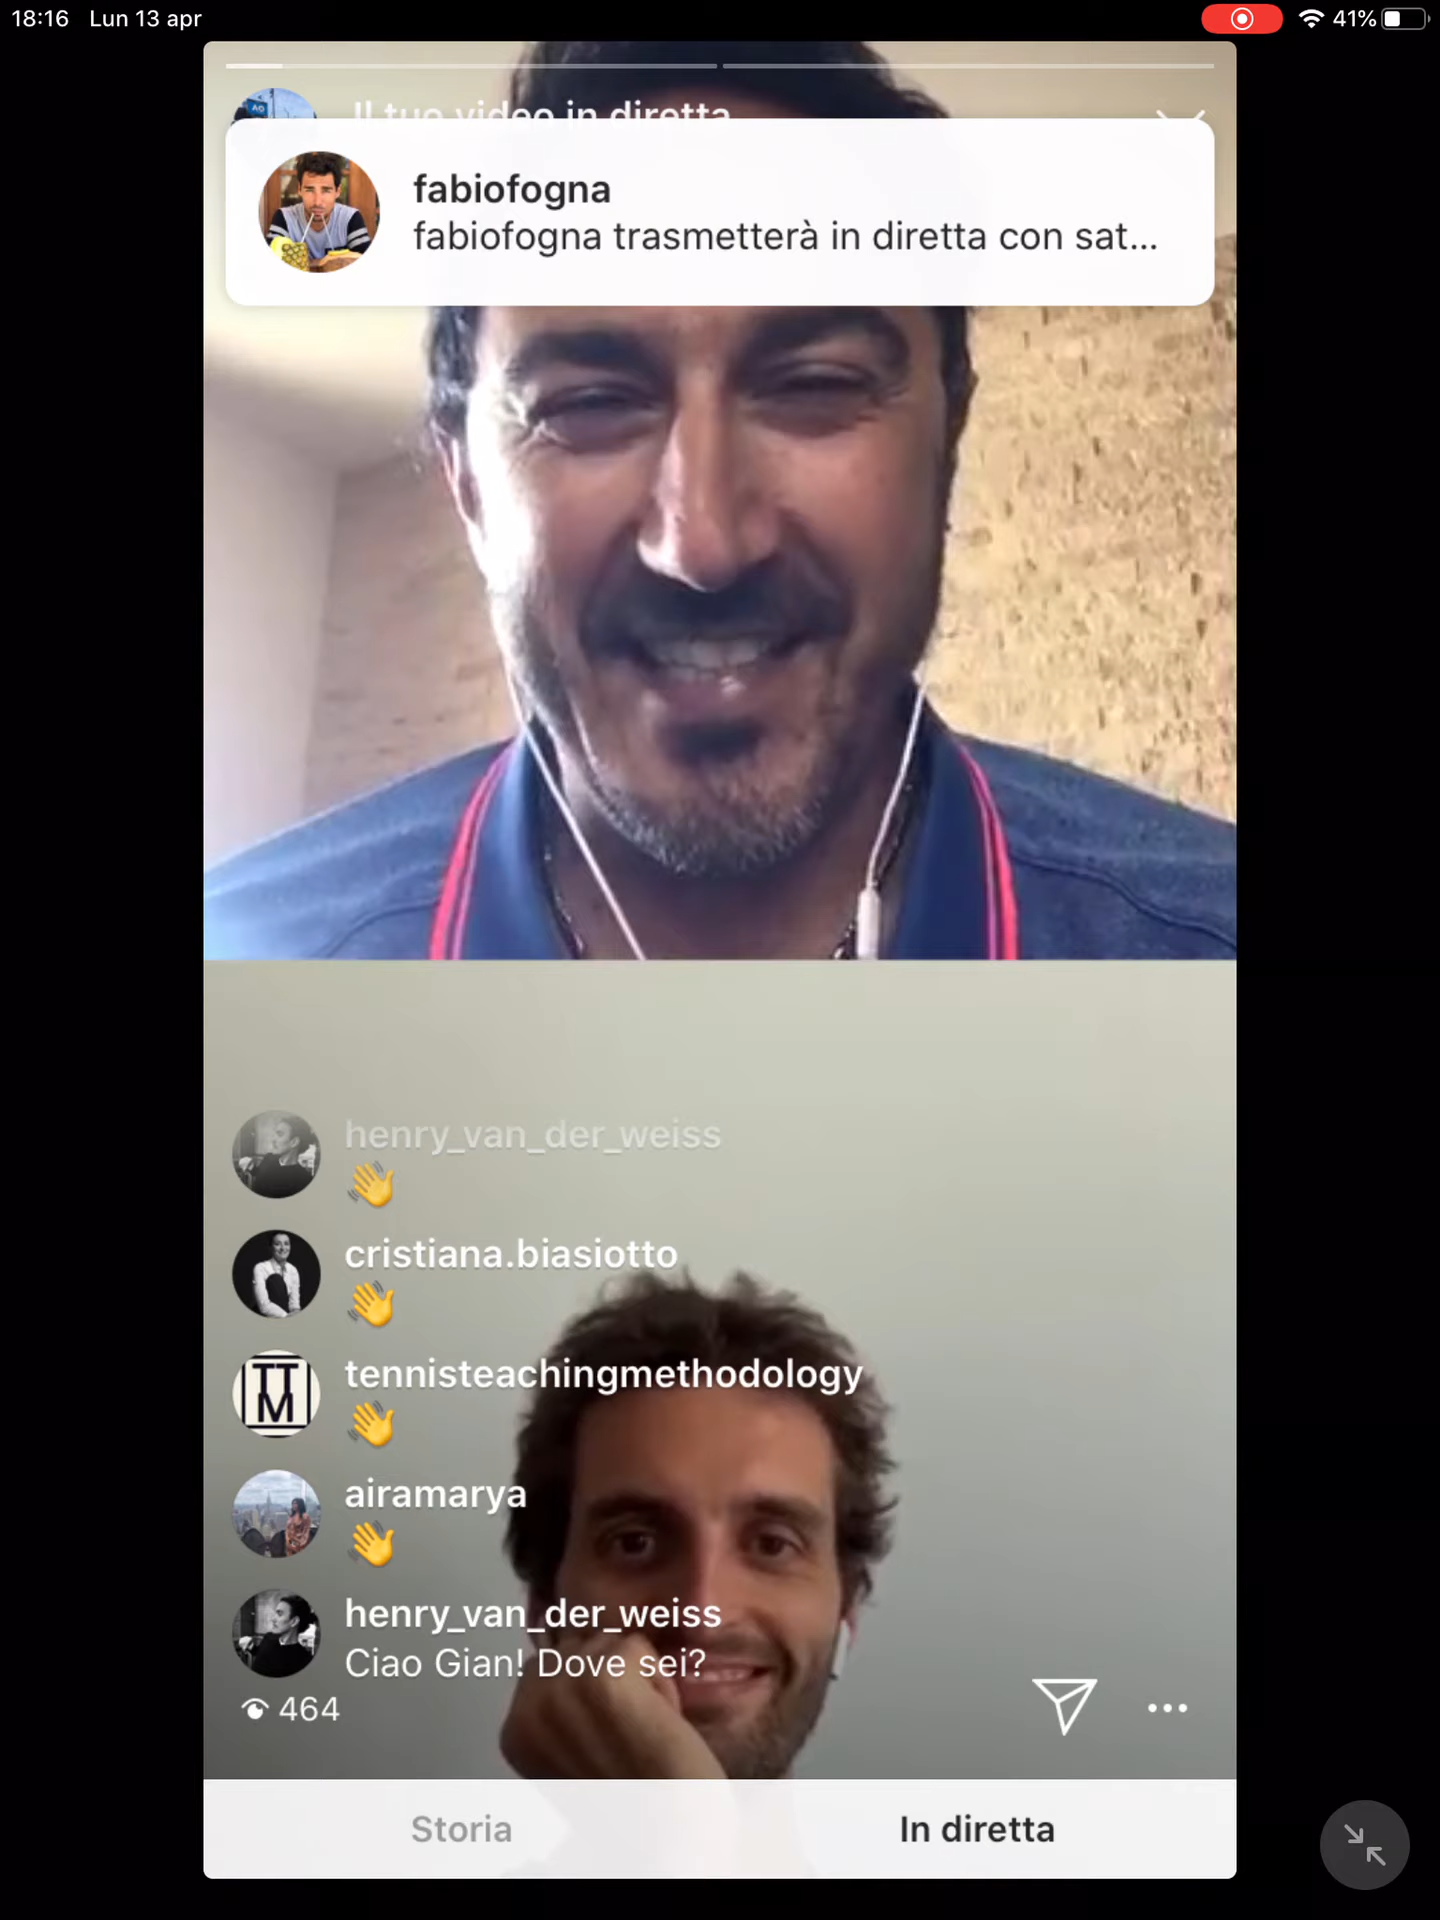 18:16 Lun 13 apr
41%
Il tuo video in diretta
fabiofogna
fabiofogna trasmetterà in diretta con sat...
henry_van_der_weiss
👋
cristiana.biasiotto
👋
TTM
tennisteachingmethodology
👋
airamarya
👋
henry_van_der_weiss
Ciao Gian! Dove sei?
464
Storia
In diretta